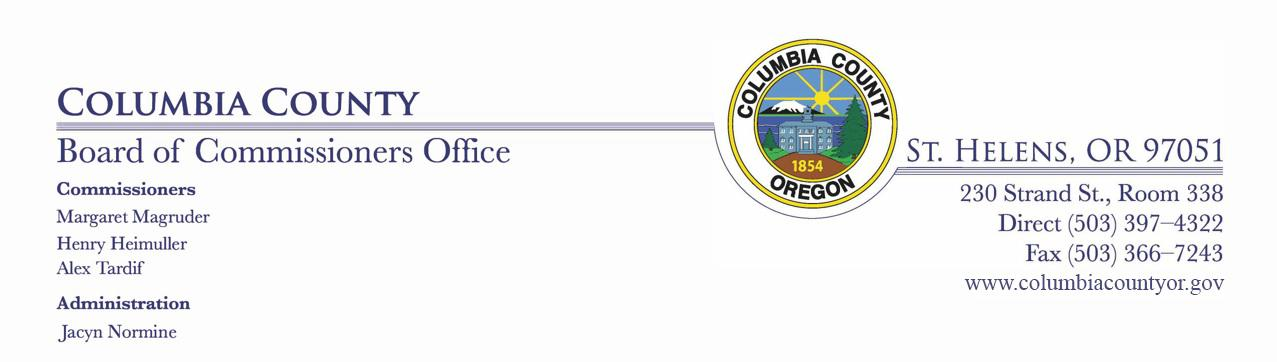 COLUMBIA COUNTY
Board of Commissioners Office
Commissioners
Margaret Magruder
Henry Heimuller
Alex Tardif
Administration
Jacyn Normine
COLUMBIA COUNTY
1854
OREGON
ST. HELENS, OR 97051
230 Strand St., Room 338
Direct (503) 397–4322
Fax (503) 366–7243
www.columbiacountyor.gov